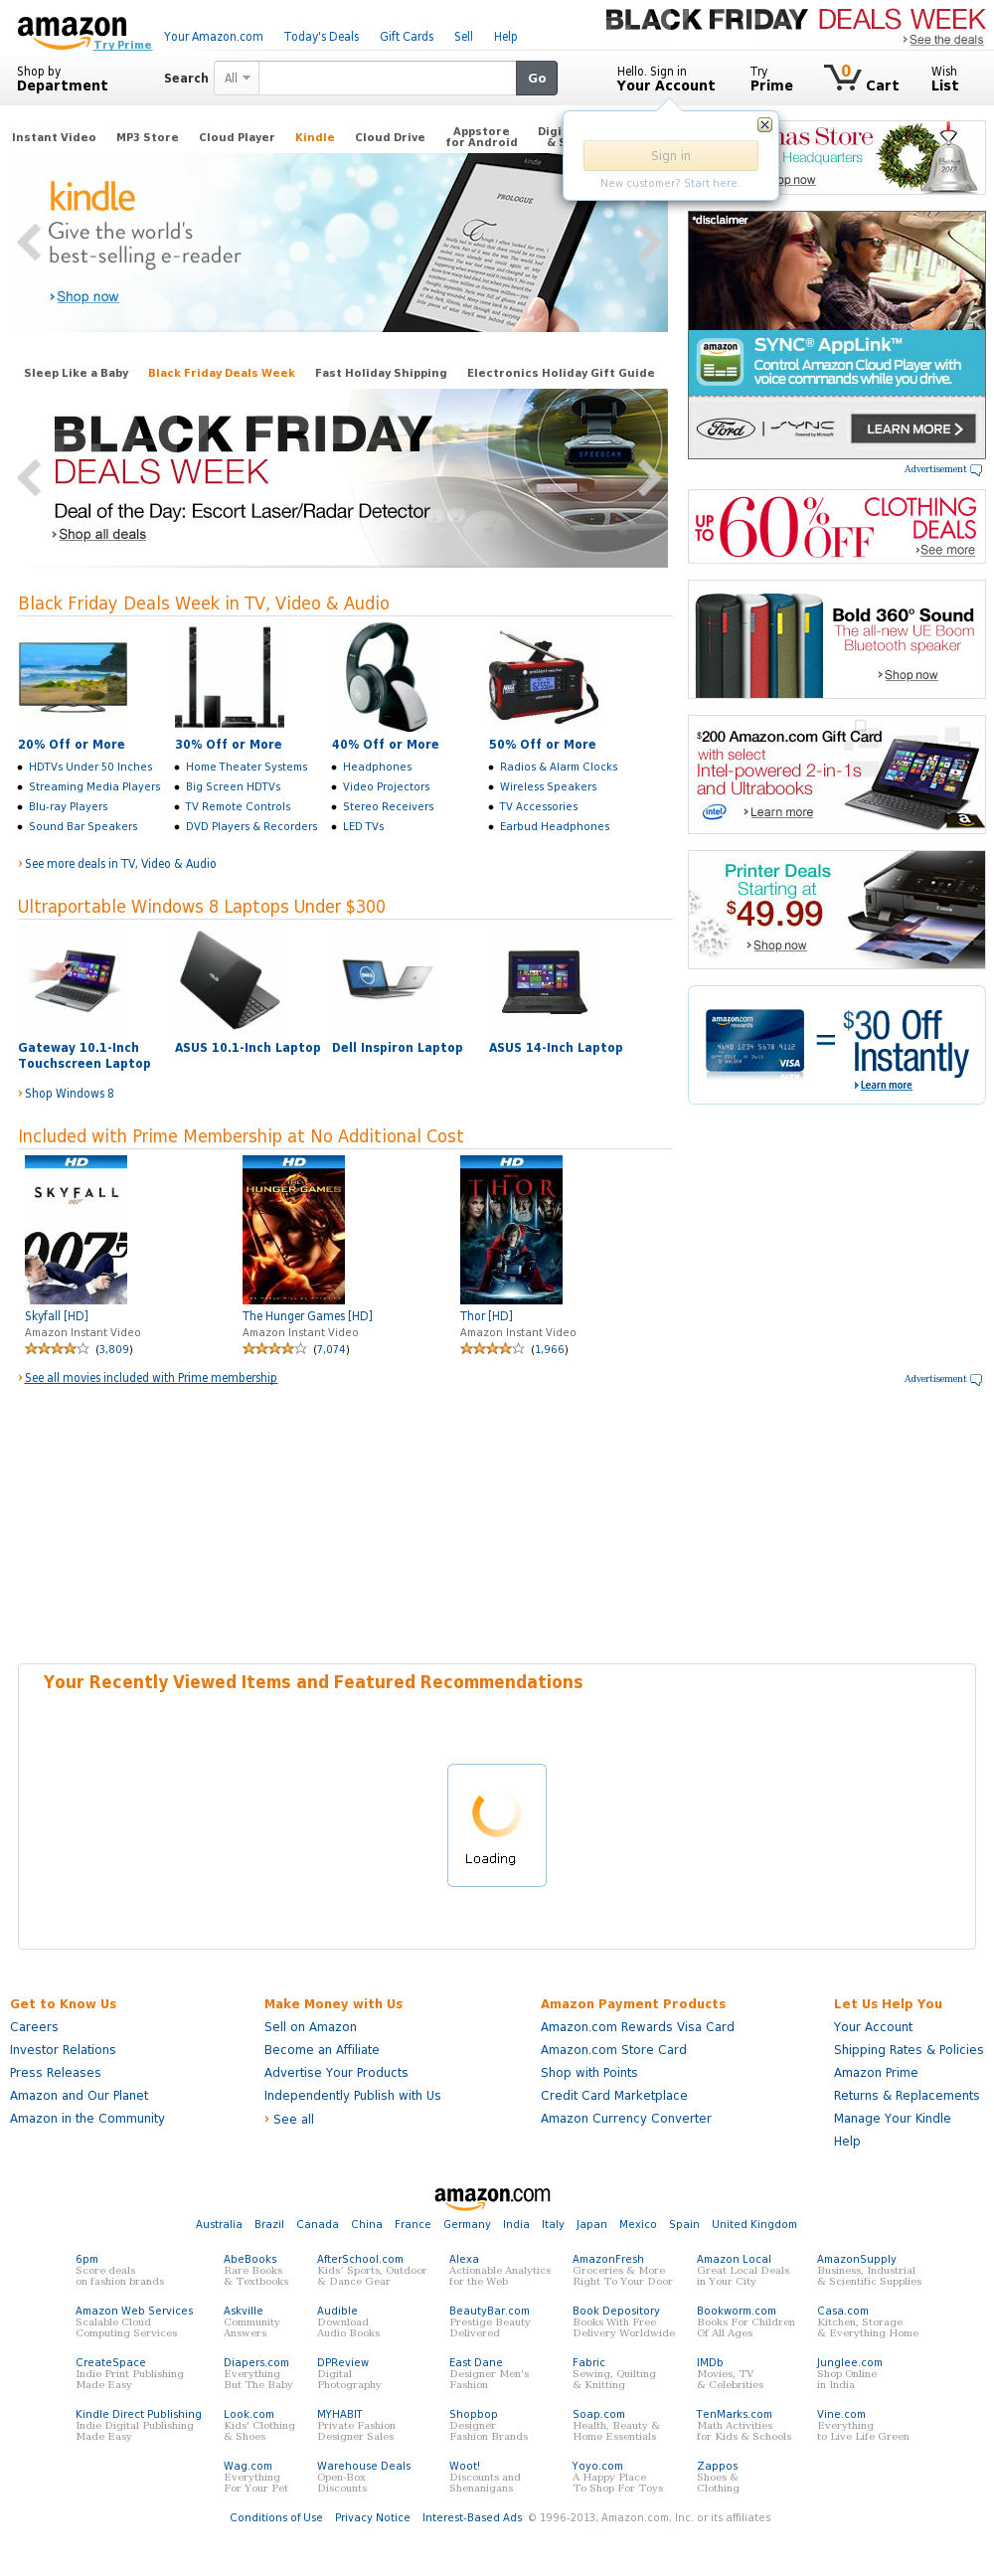 amazon
Try Prime
Your Amazon.com Today's Deals Gift Cards Sell Help
BLACK FRIDAY DEALS WEEK
See the deals
Shop by
Department
Search All Go
Hello. Sign in
Your Account
Try
Prime
0
Cart
Wish
List
Instant Video MP3 Store Cloud Player Kindle Cloud Drive Appstore
for Android
Sign in
New customer? Start here.
Store
Headquarters
now
kindle
Give the world's
best-selling e-reader
Shop now
PROLOGUE
*disclaimer
amazon
SYNC® AppLink™
Control Amazon Cloud Player with
voice commands while you drive.
Ford SYNC
Powered by Microsoft
LEARN MORE
Advertisement
Sleep Like a Baby Black Friday Deals Week Fast Holiday Shipping Electronics Holiday Gift Guide
BLACK FRIDAY
DEALS WEEK
Deal of the Day: Escort Laser/Radar Detector
Shop all deals
SPEEDCAM
UP TO 60% OFF CLOTHING DEALS
See more
Bold 360° Sound
The all-new UE Boom
Bluetooth speaker
Shop now
$200 Amazon.com Gift Card
with select
Intel-powered 2-in-1s
and Ultrabooks
intel
Learn more
Printer Deals
Starting at
$49.99
Shop now
amazon.com
rewards
4640 1234 5678 9112
VISA
= $30 Off
Instantly
Learn more
Black Friday Deals Week in TV, Video & Audio
20% Off or More
HDTVs Under 50 Inches
Streaming Media Players
Blu-ray Players
Sound Bar Speakers
30% Off or More
Home Theater Systems
Big Screen HDTVs
TV Remote Controls
DVD Players & Recorders
40% Off or More
Headphones
Video Projectors
Stereo Receivers
LED TVs
50% Off or More
Radios & Alarm Clocks
Wireless Speakers
TV Accessories
Earbud Headphones
See more deals in TV, Video & Audio
Ultraportable Windows 8 Laptops Under $300
Gateway 10.1-Inch
Touchscreen Laptop
ASUS 10.1-Inch Laptop
Dell Inspiron Laptop
ASUS 14-Inch Laptop
Shop Windows 8
Included with Prime Membership at No Additional Cost
HD
SKYFALL
007
Skyfall [HD]
Amazon Instant Video
(3,809)
HD
THE
HUNGER GAMES
The Hunger Games [HD]
Amazon Instant Video
(7,074)
HD
THOR
Thor [HD]
Amazon Instant Video
(1,966)
See all movies included with Prime membership
Advertisement
Your Recently Viewed Items and Featured Recommendations
Loading
Get to Know Us
Careers
Investor Relations
Press Releases
Amazon and Our Planet
Amazon in the Community
Make Money with Us
Sell on Amazon
Become an Affiliate
Advertise Your Products
Independently Publish with Us
See all
Amazon Payment Products
Amazon.com Rewards Visa Card
Amazon.com Store Card
Shop with Points
Credit Card Marketplace
Amazon Currency Converter
Let Us Help You
Your Account
Shipping Rates & Policies
Amazon Prime
Returns & Replacements
Manage Your Kindle
Help
amazon.com
Australia Brazil Canada China France Germany India Italy Japan Mexico Spain United Kingdom
6pm
Score deals
on fashion brands
AbeBooks
Rare Books
& Textbooks
AfterSchool.com
Kids' Sports, Outdoor
& Dance Gear
Alexa
Actionable Analytics
for the Web
AmazonFresh
Groceries & More
Right To Your Door
Amazon Local
Great Local Deals
in Your City
AmazonSupply
Business, Industrial
& Scientific Supplies
Amazon Web Services
Scalable Cloud
Computing Services
Askville
Community
Answers
Audible
Download
Audio Books
BeautyBar.com
Prestige Beauty
Delivered
Book Depository
Books With Free
Delivery Worldwide
Bookworm.com
Books For Children
Of All Ages
Casa.com
Kitchen, Storage
& Everything Home
CreateSpace
Indie Print Publishing
Made Easy
Diapers.com
Everything
But The Baby
DPReview
Digital
Photography
East Dane
Designer Men's
Fashion
Fabric
Sewing, Quilting
& Knitting
IMDb
Movies, TV
& Celebrities
Junglee.com
Shop Online
in India
Kindle Direct Publishing
Indie Digital Publishing
Made Easy
Look.com
Kids' Clothing
& Shoes
MYHABIT
Private Fashion
Designer Sales
Shopbop
Designer
Fashion Brands
Soap.com
Health, Beauty &
Home Essentials
TenMarks.com
Math Activities
for Kids & Schools
Vine.com
Everything
to Live Life Green
Wag.com
Everything
For Your Pet
Warehouse Deals
Open-Box
Discounts
Woot!
Discounts and
Shenanigans
Yoyo.com
A Happy Place
To Shop For Toys
Zappos
Shoes &
Clothing
Conditions of Use Privacy Notice Interest-Based Ads © 1996-2013, Amazon.com, Inc. or its affiliates